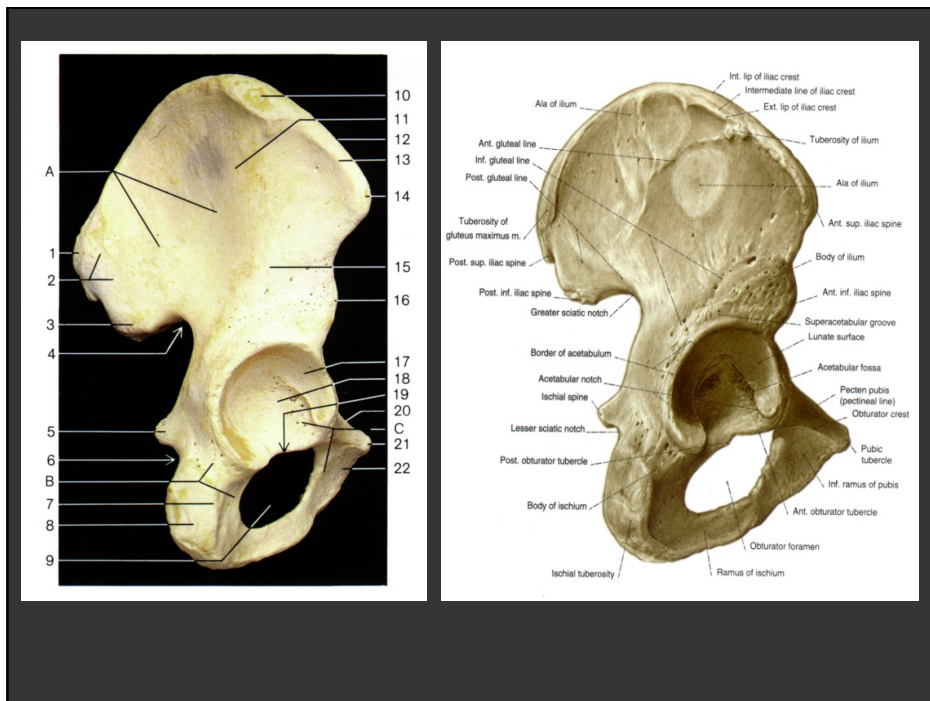 10
11
12
13
A
14
1
15
2
16
3
4
17
18
19
20
5
C
21
6
22
B
7
8
9
Int. lip of iliac crest
Intermediate line of iliac crest
Ala of ilium
Ext. lip of iliac crest
Tuberosity of ilium
Ant. gluteal line
Inf. gluteal line
Post. gluteal line
Ala of ilium
Tuberosity of
gluteus maximus m.
Ant. sup. iliac spine
Post. sup. iliac spine
Body of ilium
Post. inf. iliac spine
Ant. inf. iliac spine
Greater sciatic notch
Superacetabular groove
Lunate surface
Border of acetabulum
Acetabular fossa
Acetabular notch
Pecten pubis
(pectineal line)
Ischial spine
Obturator crest
Lesser sciatic notch
Pubic
tubercle
Post. obturator tubercle
Inf. ramus of pubis
Body of ischium
Ant. obturator tubercle
Obturator foramen
Ischial tuberosity
Ramus of ischium